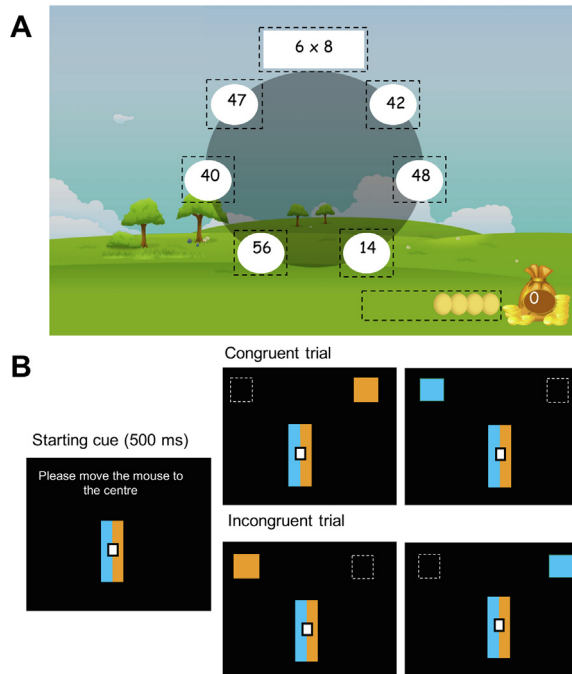 A
6 x 8
47
42
40
48
56
14
0
B
Congruent trial
Starting cue (500 ms)
Please move the mouse to
the centre
Incongruent trial